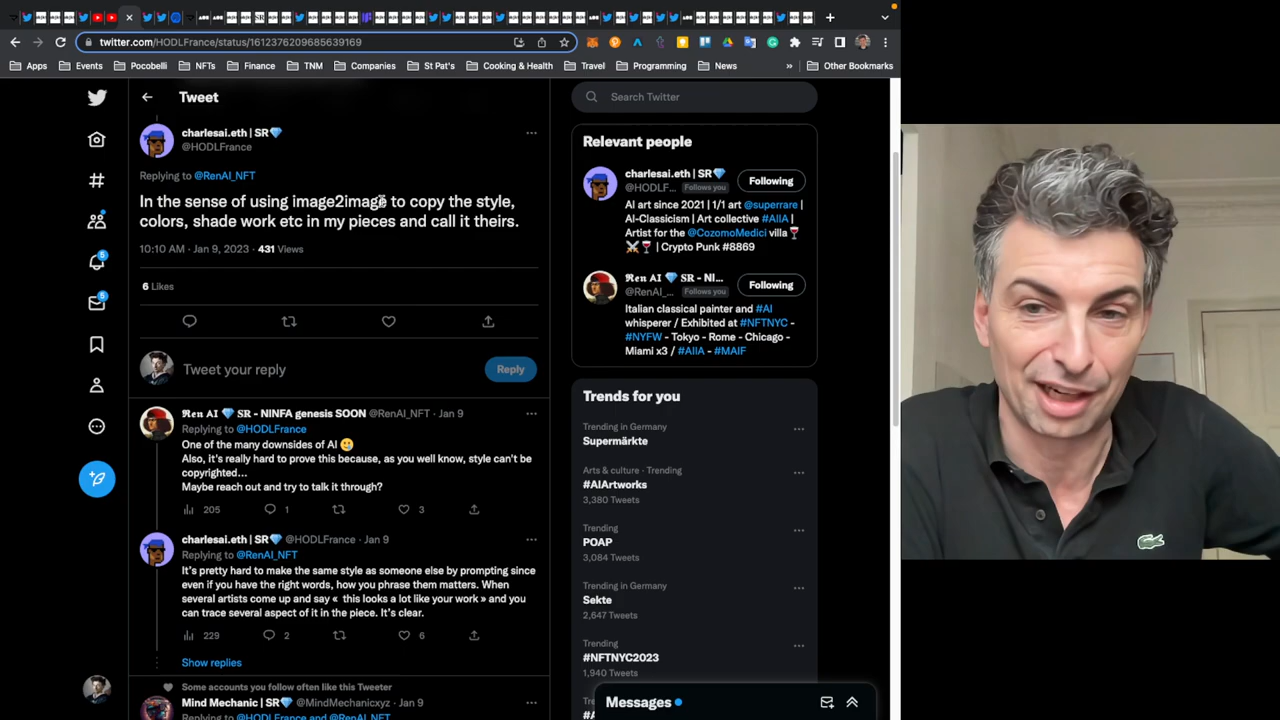 twitter.com/HODLFrance/status/1612376209685639169
Apps Events Pocobelli NFTs Finance TNM Companies St Pat's Cooking & Health Travel Programming News » Other Bookmarks
Tweet
Search Twitter
charlesai.eth | SR💎
@HODLFrance
Replying to @RenAI_NFT
In the sense of using image2image to copy the style,
colors, shade work etc in my pieces and call it theirs.
10:10 AM · Jan 9, 2023 · 431 Views
6 Likes
Tweet your reply
Reply
𝕽𝖊𝖓 AI 💎 SR - NINFA genesis SOON @RenAI_NFT · Jan 9
Replying to @HODLFrance
One of the many downsides of AI 🥲
Also, it's really hard to prove this because, as you well know, style can't be
copyrighted...
Maybe reach out and try to talk it through?
205 1 3
charlesai.eth | SR💎 @HODLFrance · Jan 9
Replying to @RenAI_NFT
It's pretty hard to make the same style as someone else by prompting since
even if you have the right words, how you phrase them matters. When
several artists come up and say « this looks a lot like your work » and you
can trace several aspect of it in the piece. It's clear.
229 2 6
Show replies
Some accounts you follow often like this Tweeter
Mind Mechanic | SR💎 @MindMechanicxyz · Jan 9
Replying to @HODLFrance and @RenAI_NFT
Relevant people
charlesai.eth | SR💎
@HODLF... Follows you
Following
AI art since 2021 | 1/1 art @superrare |
AI-Classicism | Art collective #AIIA |
Artist for the @CozomoMedici villa🍷
⚔️🍷 | Crypto Punk #8869
𝕽𝖊𝖓 AI 💎 SR - NI...
@RenAI_... Follows you
Following
Italian classical painter and #AI
whisperer / Exhibited at #NFTNYC -
#NYFW - Tokyo - Rome - Chicago -
Miami x3 / #AIIA - #MAIF
Trends for you
Trending in Germany
Supermärkte
Arts & culture · Trending
#AIArtworks
3,380 Tweets
Trending
POAP
3,084 Tweets
Trending in Germany
Sekte
2,647 Tweets
Trending
#NFTNYC2023
1,940 Tweets
Messages
5
5